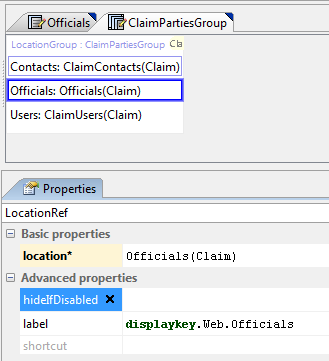 Officials ClaimPartiesGroup
LocationGroup : ClaimPartiesGroup Cla
Contacts: ClaimContacts(Claim)
Officials: Officials(Claim)
Users: ClaimUsers(Claim)
Properties
LocationRef
Basic properties
location* Officials(Claim)
Advanced properties
hideIfDisabled
label displaykey.Web.Officials
shortcut